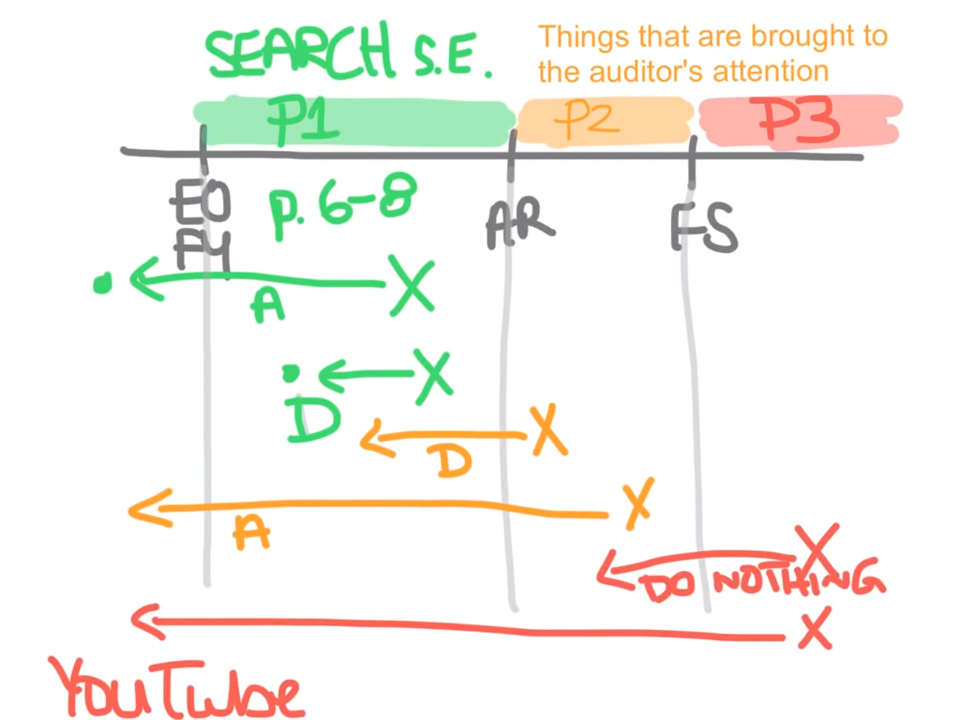 SEARCH S.E.
Things that are brought to
the auditor's attention
P1 P2 P3
EO p. 6-8 AR FS
P4
A X
X
D
X
D
X
A
X
DO NOTHING
X
YouTube